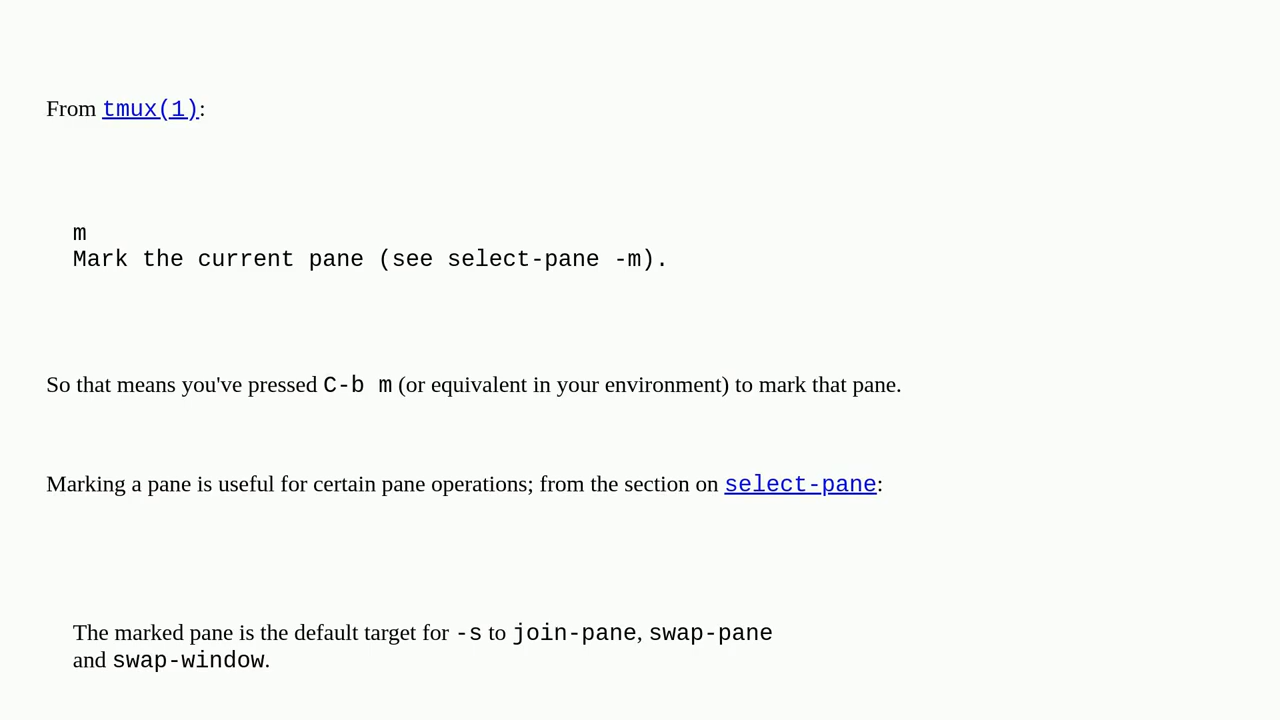 From tmux(1):
m
Mark the current pane (see select-pane -m).
So that means you've pressed C-b m (or equivalent in your environment) to mark that pane.
Marking a pane is useful for certain pane operations; from the section on select-pane:
The marked pane is the default target for -s to join-pane, swap-pane
and swap-window.